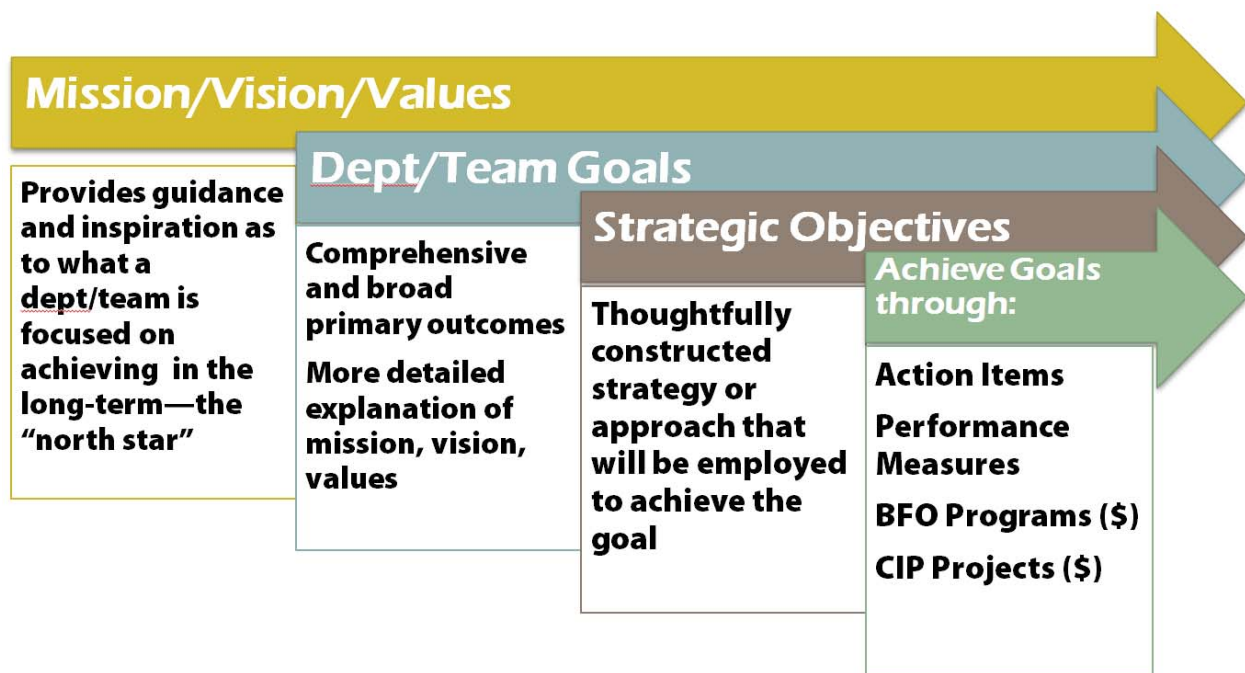 Mission/Vision/Values
Provides guidance
and inspiration as
to what a
dept/team is
focused on
achieving in the
long-term—the
“north star”
Dept/Team Goals
Comprehensive
and broad
primary outcomes
More detailed
explanation of
mission, vision,
values
Strategic Objectives
Thoughtfully
constructed
strategy or
approach that
will be employed
to achieve the
goal
Achieve Goals
through:
Action Items
Performance
Measures
BFO Programs ($)
CIP Projects ($)